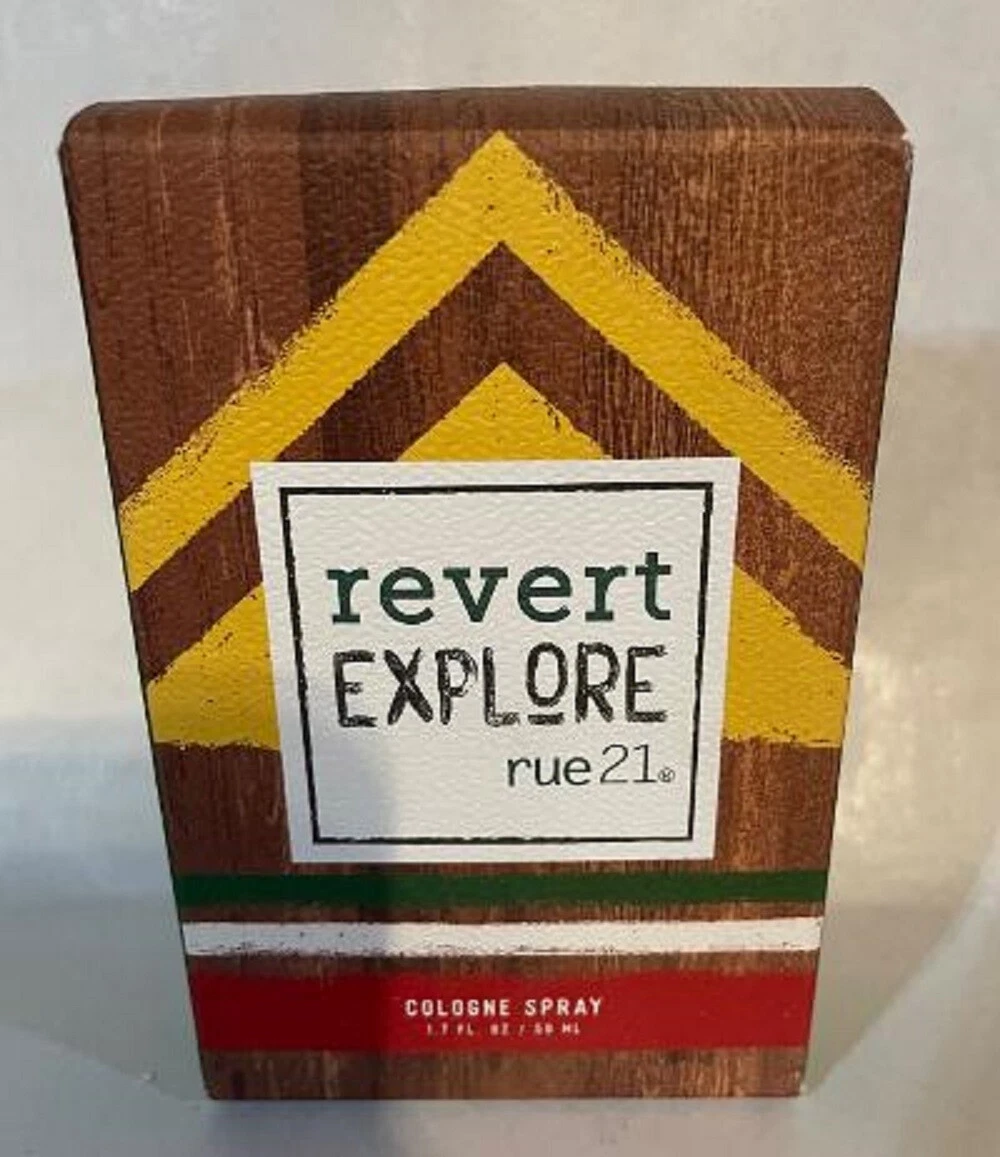 revert
EXPLORE
rue21®
COLOGNE SPRAY
1.7 FL. OZ / 50 ML